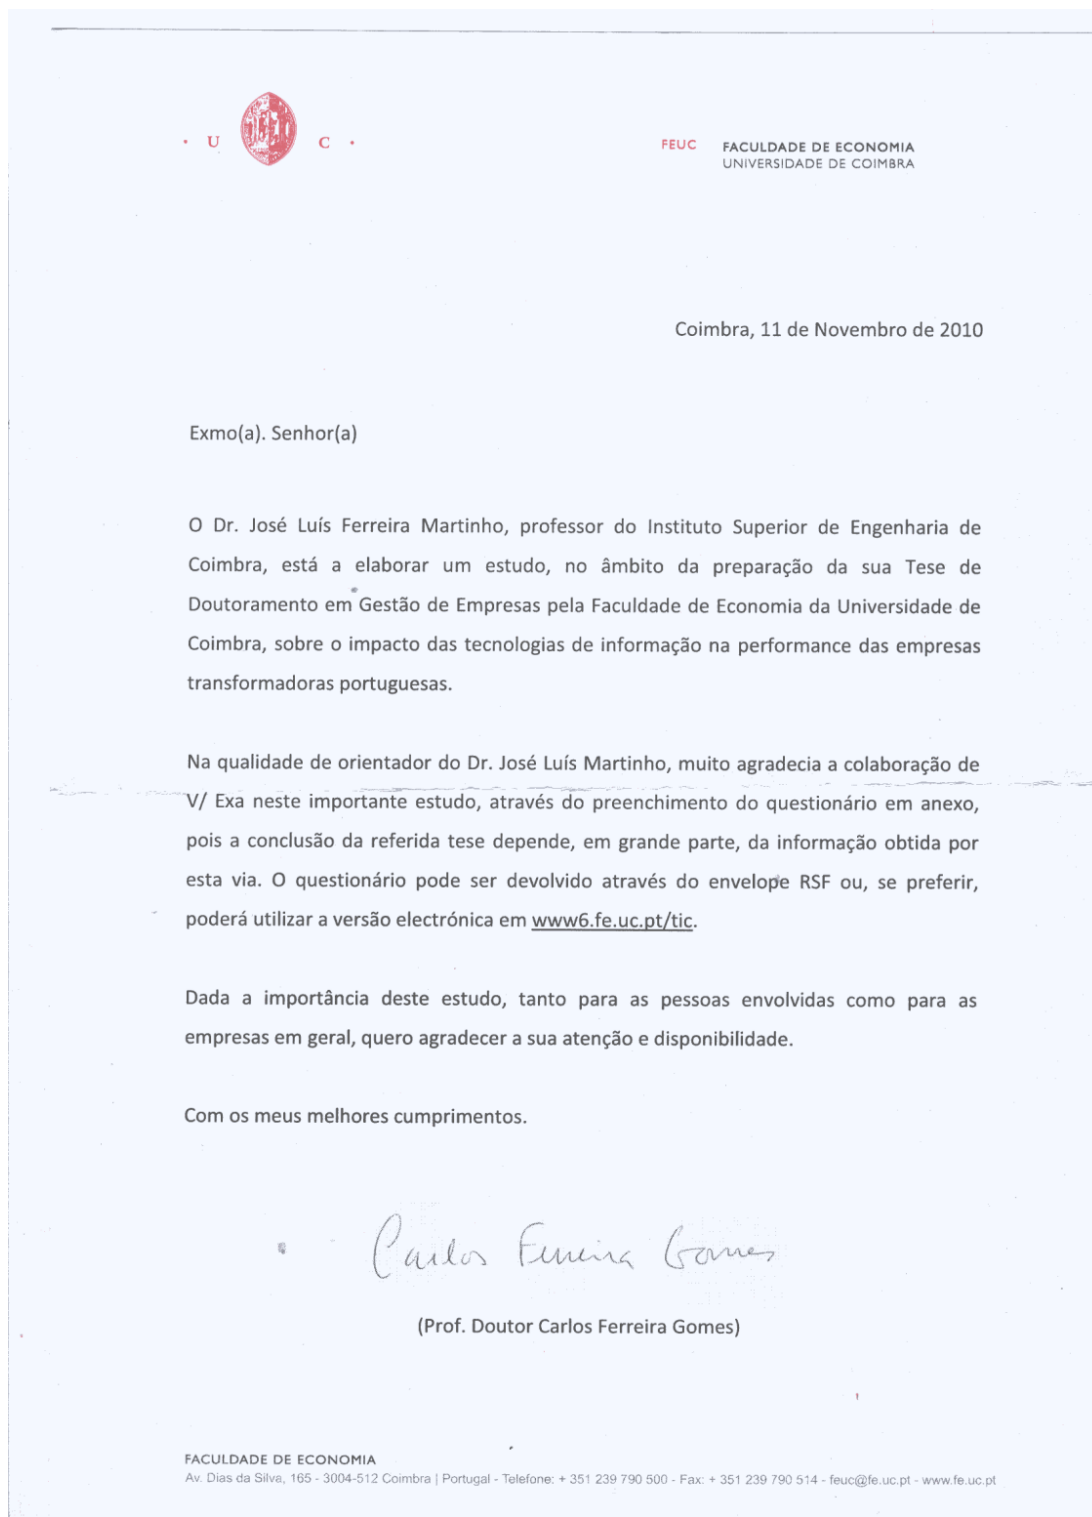 • U C •
FEUC FACULDADE DE ECONOMIA
UNIVERSIDADE DE COIMBRA
Coimbra, 11 de Novembro de 2010
Exmo(a). Senhor(a)
O Dr. José Luís Ferreira Martinho, professor do Instituto Superior de Engenharia de
Coimbra, está a elaborar um estudo, no âmbito da preparação da sua Tese de
Doutoramento em Gestão de Empresas pela Faculdade de Economia da Universidade de
Coimbra, sobre o impacto das tecnologias de informação na performance das empresas
transformadoras portuguesas.
Na qualidade de orientador do Dr. José Luís Martinho, muito agradecia a colaboração de
V/ Exa neste importante estudo, através do preenchimento do questionário em anexo,
pois a conclusão da referida tese depende, em grande parte, da informação obtida por
esta via. O questionário pode ser devolvido através do envelope RSF ou, se preferir,
poderá utilizar a versão electrónica em www6.fe.uc.pt/tic.
Dada a importância deste estudo, tanto para as pessoas envolvidas como para as
empresas em geral, quero agradecer a sua atenção e disponibilidade.
Com os meus melhores cumprimentos.
Carlos Ferreira Gomes
(Prof. Doutor Carlos Ferreira Gomes)
FACULDADE DE ECONOMIA
Av. Dias da Silva, 165 - 3004-512 Coimbra | Portugal - Telefone: + 351 239 790 500 - Fax: + 351 239 790 514 - feuc@fe.uc.pt - www.fe.uc.pt